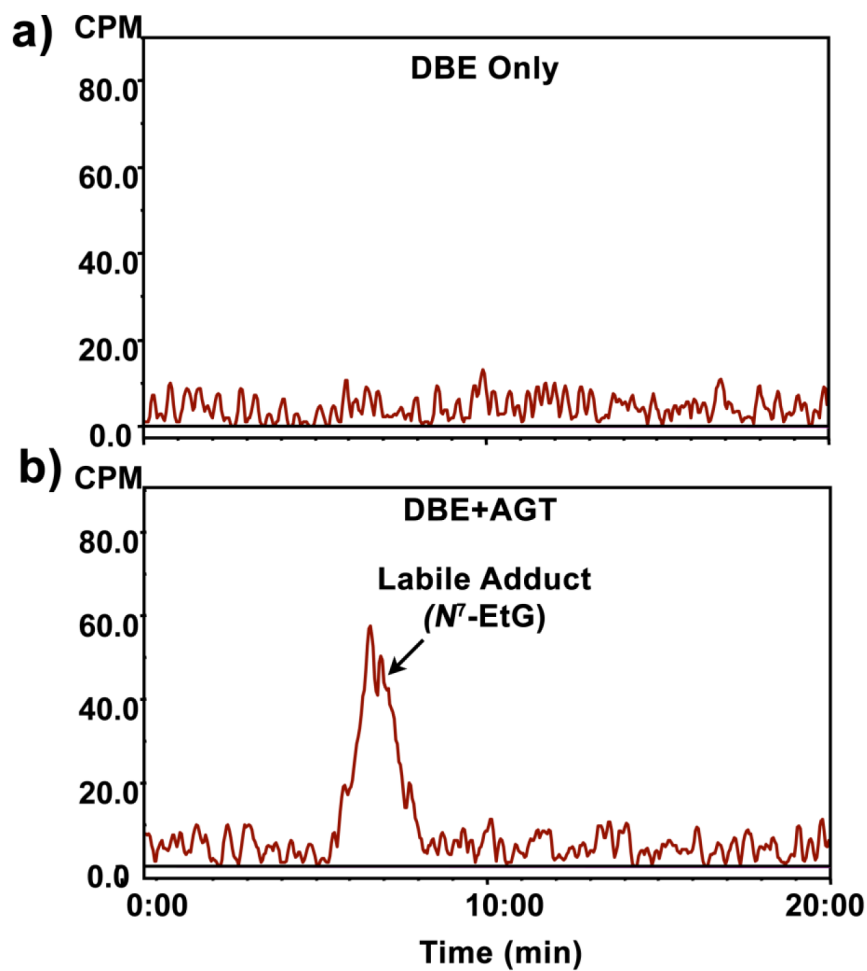 a) CPM
DBE Only
80.0
60.0
40.0
20.0
0.0
b) CPM
DBE+AGT
Labile Adduct
(N⁷-EtG)
80.0
60.0
40.0
20.0
0.0
0:00 10:00 20:00
Time (min)